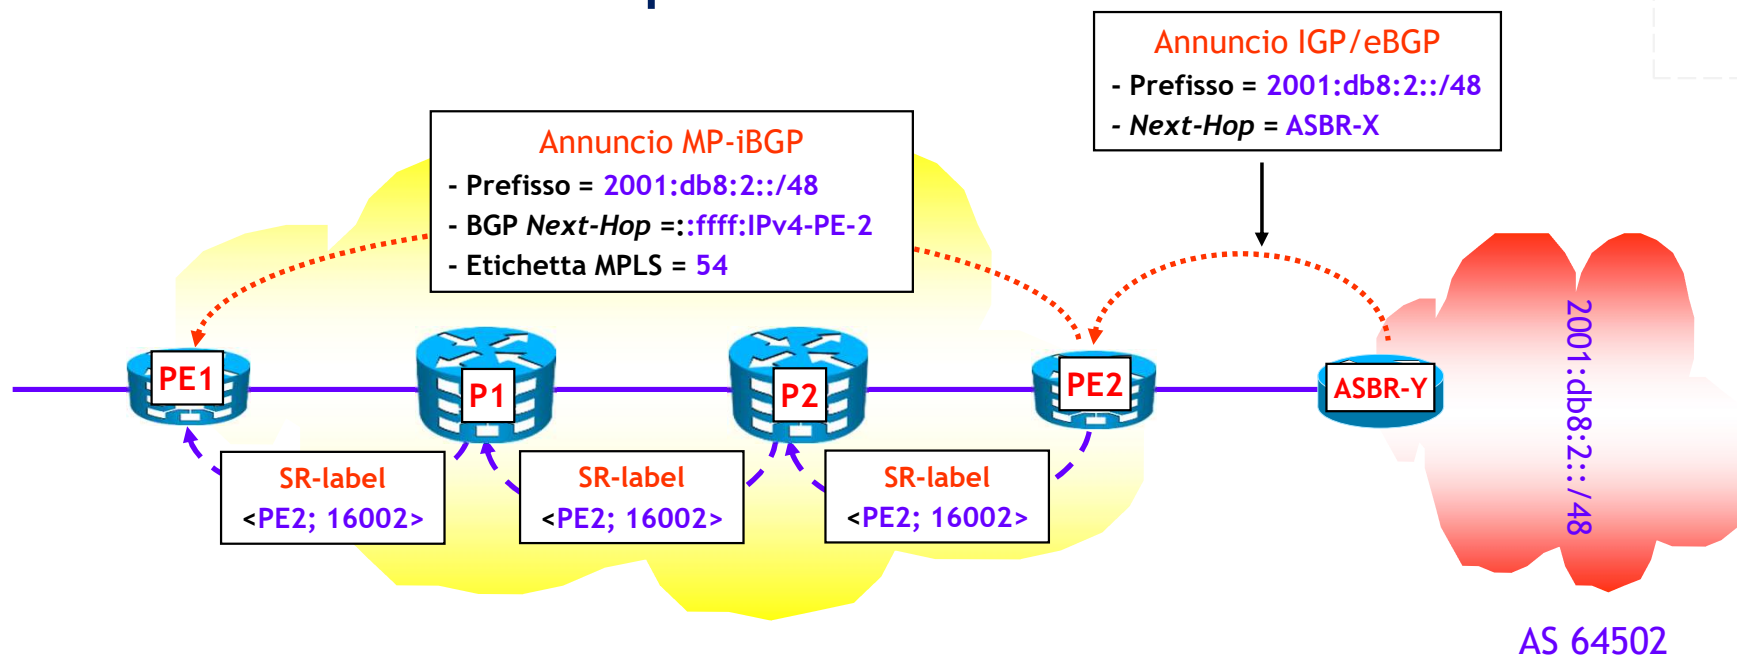 Annuncio IGP/eBGP
- Prefisso = 2001:db8:2::/48
- Next-Hop = ASBR-X
Annuncio MP-iBGP
- Prefisso = 2001:db8:2::/48
- BGP Next-Hop =::ffff:IPv4-PE-2
- Etichetta MPLS = 54
PE1
P1
P2
PE2
ASBR-Y
2001:db8:2::/48
SR-label
<PE2; 16002>
SR-label
<PE2; 16002>
SR-label
<PE2; 16002>
AS 64502